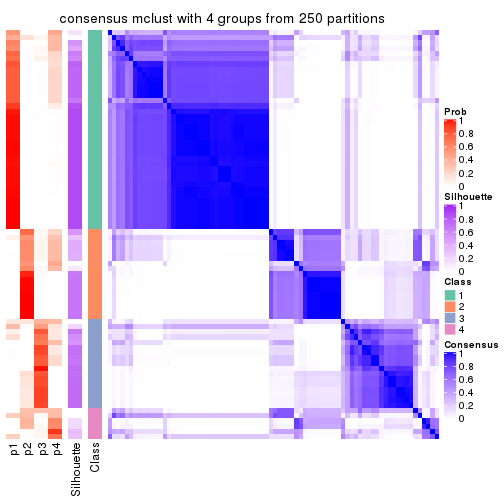 consensus mclust with 4 groups from 250 partitions
Prob
1
0.8
0.6
0.4
0.2
0
Silhouette
1
0.8
0.6
0.4
0.2
0
Class
1
2
3
4
Consensus
1
0.8
0.6
0.4
0.2
0
p1
p2
p3
p4
Silhouette
Class